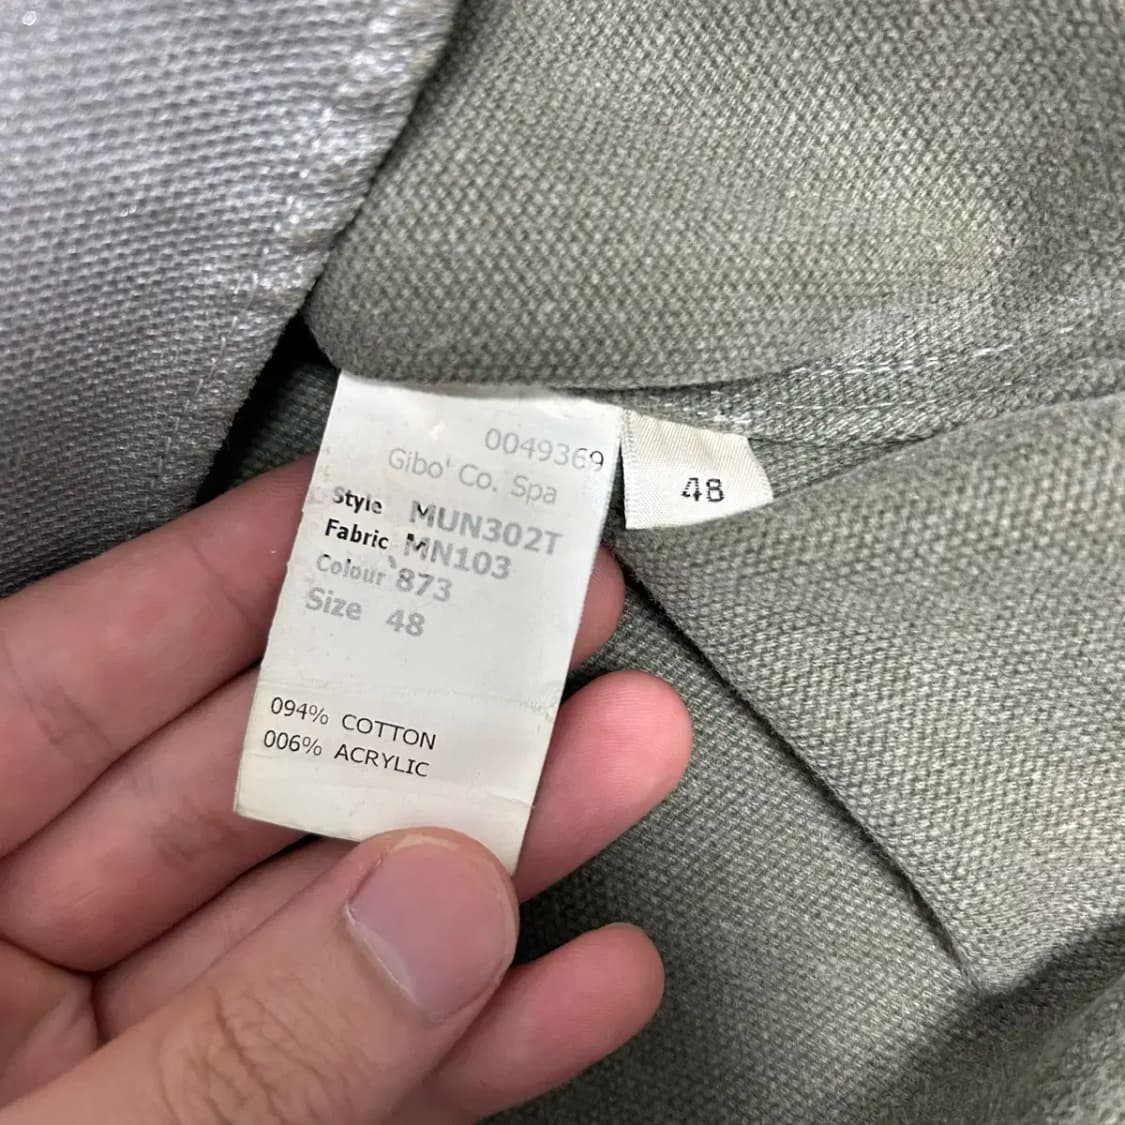 0049369
Gibo' Co. Spa
Style MUN302T
Fabric MN103
Colour 873
Size 48
094% COTTON
006% ACRYLIC
48